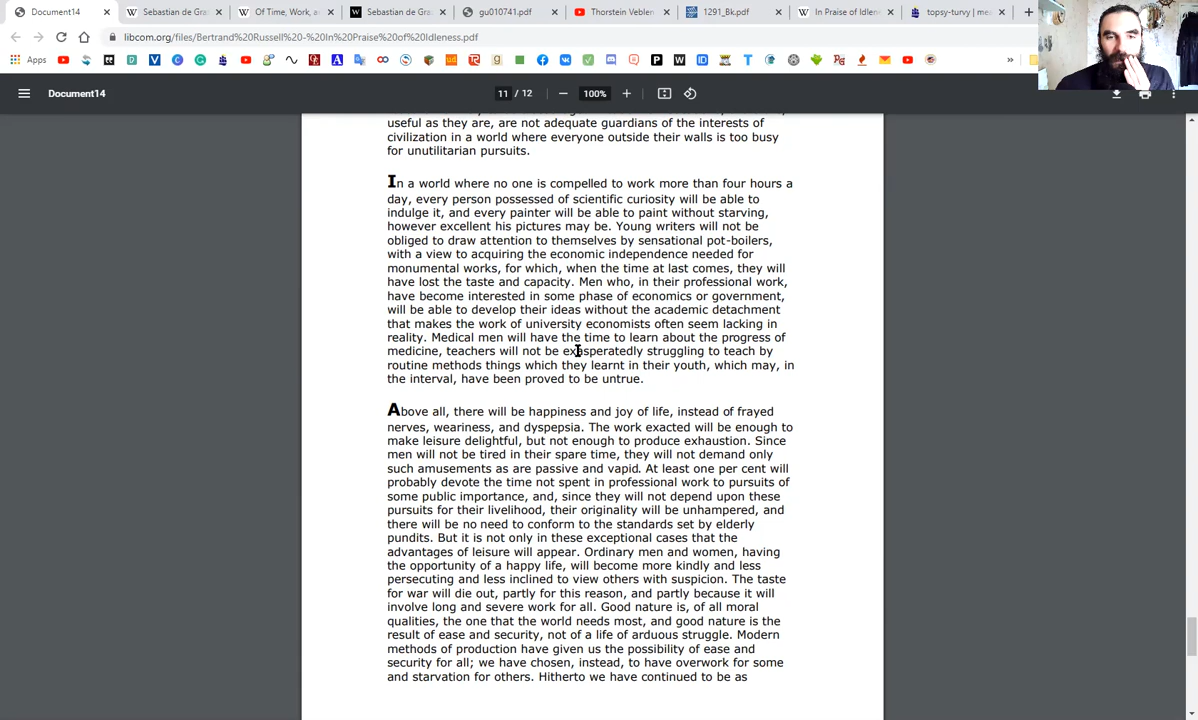 Document14
Sebastian de Gra
Of Time, Work, a
Sebastian de Gra
gu010741.pdf
Thorstein Vebler
1291_Bk.pdf
In Praise of Idlene
topsy-turvy | mea
libcom.org/files/Bertrand%20Russell%20-%20In%20Praise%20of%20Idleness.pdf
Apps
Document14
11 / 12
100%
useful as they are, are not adequate guardians of the interests of
civilization in a world where everyone outside their walls is too busy
for unutilitarian pursuits.
In a world where no one is compelled to work more than four hours a
day, every person possessed of scientific curiosity will be able to
indulge it, and every painter will be able to paint without starving,
however excellent his pictures may be. Young writers will not be
obliged to draw attention to themselves by sensational pot-boilers,
with a view to acquiring the economic independence needed for
monumental works, for which, when the time at last comes, they will
have lost the taste and capacity. Men who, in their professional work,
have become interested in some phase of economics or government,
will be able to develop their ideas without the academic detachment
that makes the work of university economists often seem lacking in
reality. Medical men will have the time to learn about the progress of
medicine, teachers will not be exasperatedly struggling to teach by
routine methods things which they learnt in their youth, which may, in
the interval, have been proved to be untrue.
Above all, there will be happiness and joy of life, instead of frayed
nerves, weariness, and dyspepsia. The work exacted will be enough to
make leisure delightful, but not enough to produce exhaustion. Since
men will not be tired in their spare time, they will not demand only
such amusements as are passive and vapid. At least one per cent will
probably devote the time not spent in professional work to pursuits of
some public importance, and, since they will not depend upon these
pursuits for their livelihood, their originality will be unhampered, and
there will be no need to conform to the standards set by elderly
pundits. But it is not only in these exceptional cases that the
advantages of leisure will appear. Ordinary men and women, having
the opportunity of a happy life, will become more kindly and less
persecuting and less inclined to view others with suspicion. The taste
for war will die out, partly for this reason, and partly because it will
involve long and severe work for all. Good nature is, of all moral
qualities, the one that the world needs most, and good nature is the
result of ease and security, not of a life of arduous struggle. Modern
methods of production have given us the possibility of ease and
security for all; we have chosen, instead, to have overwork for some
and starvation for others. Hitherto we have continued to be as